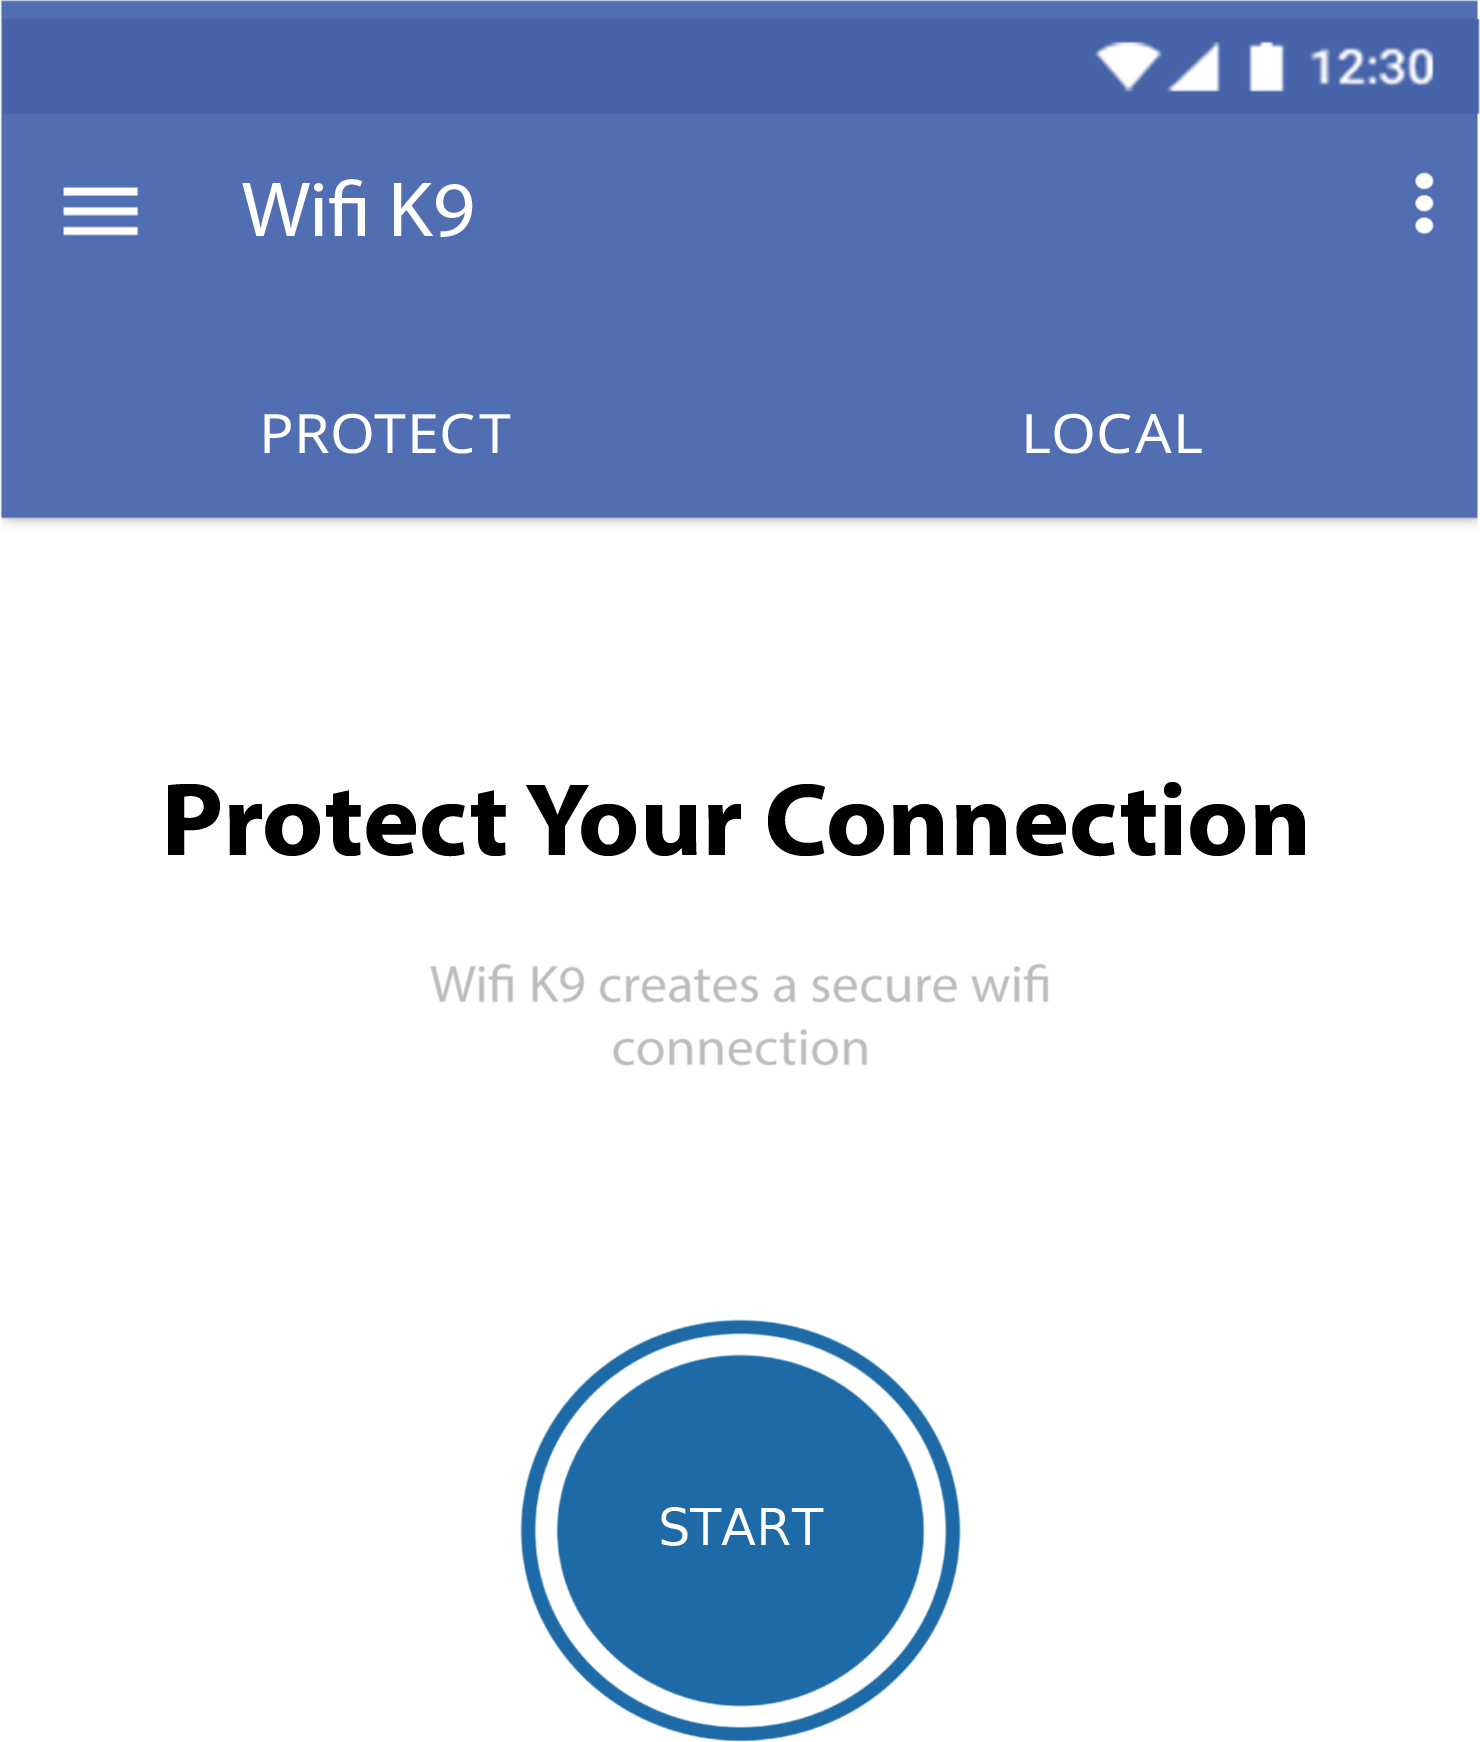 12:30
Wifi K9
PROTECT LOCAL
Protect Your Connection
Wifi K9 creates a secure wifi
connection
START